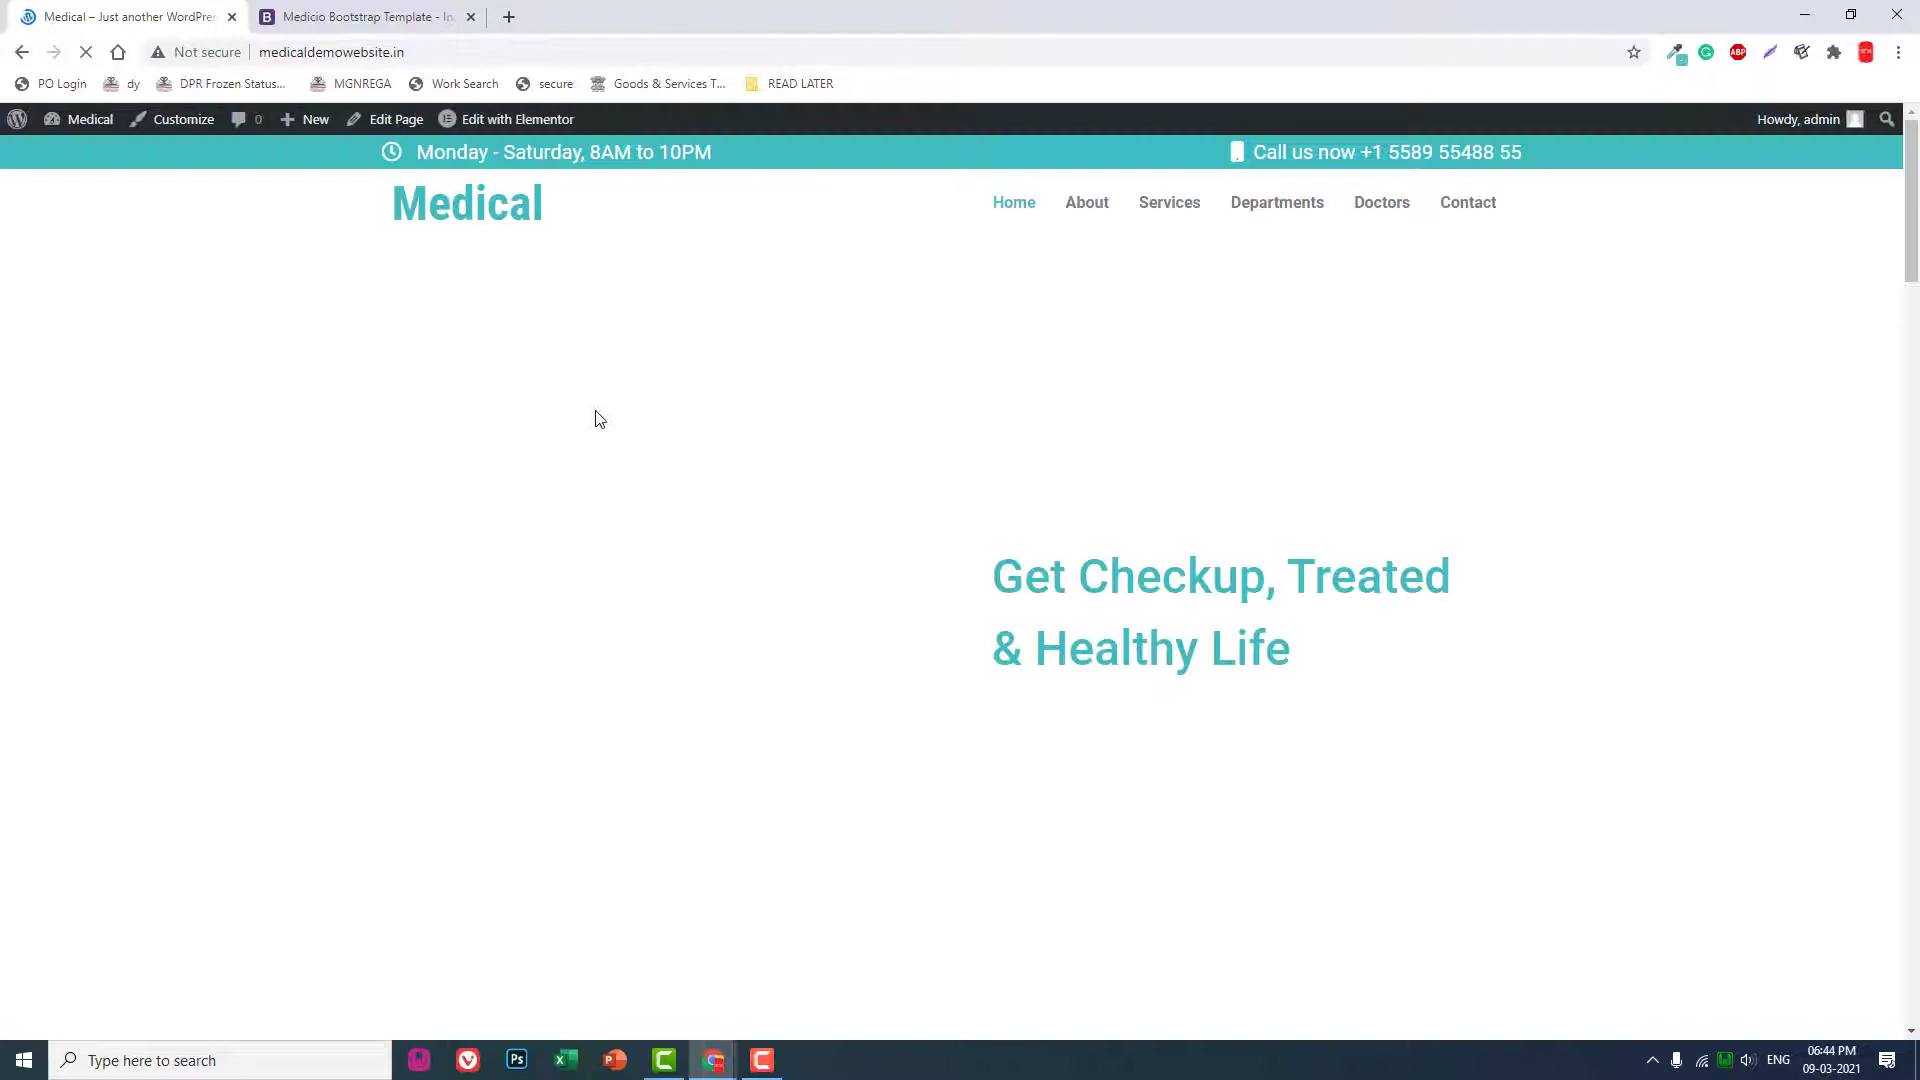 Medical – Just another WordPre
Medicio Bootstrap Template - In
Not secure
medicaldemowebsite.in
PO Login
dy
DPR Frozen Status...
MGNREGA
Work Search
secure
Goods & Services T...
READ LATER
Medical
Customize
0
New
Edit Page
Edit with Elementor
Howdy, admin
Monday - Saturday, 8AM to 10PM
Call us now +1 5589 55488 55
Medical
Home
About
Services
Departments
Doctors
Contact
Get Checkup, Treated
& Healthy Life
Type here to search
ENG
06:44 PM
09-03-2021